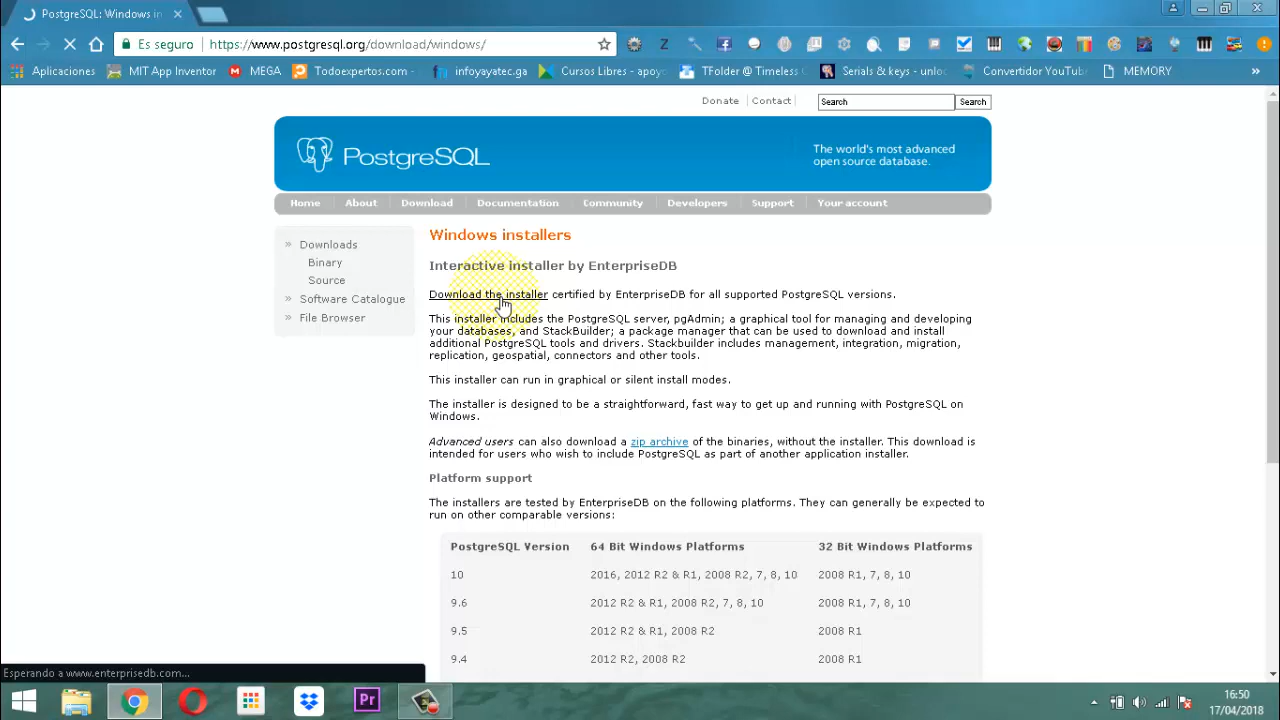 PostgreSQL: Windows in
Es seguro
https://www.postgresql.org/download/windows/
Aplicaciones
MIT App Inventor
MEGA
Todoexpertos.com -
infoyayatec.ga
Cursos Libres - apoy
TFolder @ Timeless
Serials & keys - unlo
Convertidor YouTu
MEMORY
»
Donate
Contact
Search
Search
PostgreSQL
The world's most advanced
open source database.
Home
About
Download
Documentation
Community
Developers
Support
Your account
» Downloads
Binary
Source
» Software Catalogue
» File Browser
Windows installers
Interactive installer by EnterpriseDB
Download the installer certified by EnterpriseDB for all supported PostgreSQL versions.
This installer includes the PostgreSQL server, pgAdmin; a graphical tool for managing and developing
your databases, and StackBuilder; a package manager that can be used to download and install
additional PostgreSQL tools and drivers. Stackbuilder includes management, integration, migration,
replication, geospatial, connectors and other tools.
This installer can run in graphical or silent install modes.
The installer is designed to be a straightforward, fast way to get up and running with PostgreSQL on
Windows.
Advanced users can also download a zip archive of the binaries, without the installer. This download is
intended for users who wish to include PostgreSQL as part of another application installer.
Platform support
The installers are tested by EnterpriseDB on the following platforms. They can generally be expected to
run on other comparable versions:
PostgreSQL Version 64 Bit Windows Platforms 32 Bit Windows Platforms
10 2016, 2012 R2 & R1, 2008 R2, 7, 8, 10 2008 R1, 7, 8, 10
9.6 2012 R2 & R1, 2008 R2, 7, 8, 10 2008 R1, 7, 8, 10
9.5 2012 R2 & R1, 2008 R2 2008 R1
9.4 2012 R2, 2008 R2 2008 R1
Esperando a www.enterprisedb.com...
Pr
16:50
17/04/2018